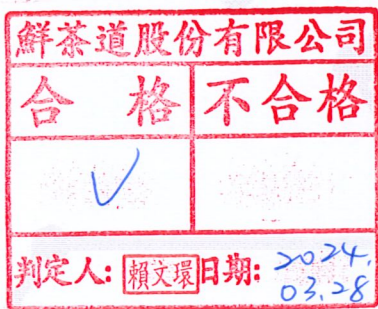 鮮茶道股份有限公司
合 格 不合格
✓
判定人: 賴文環 日期: 2024.03.28